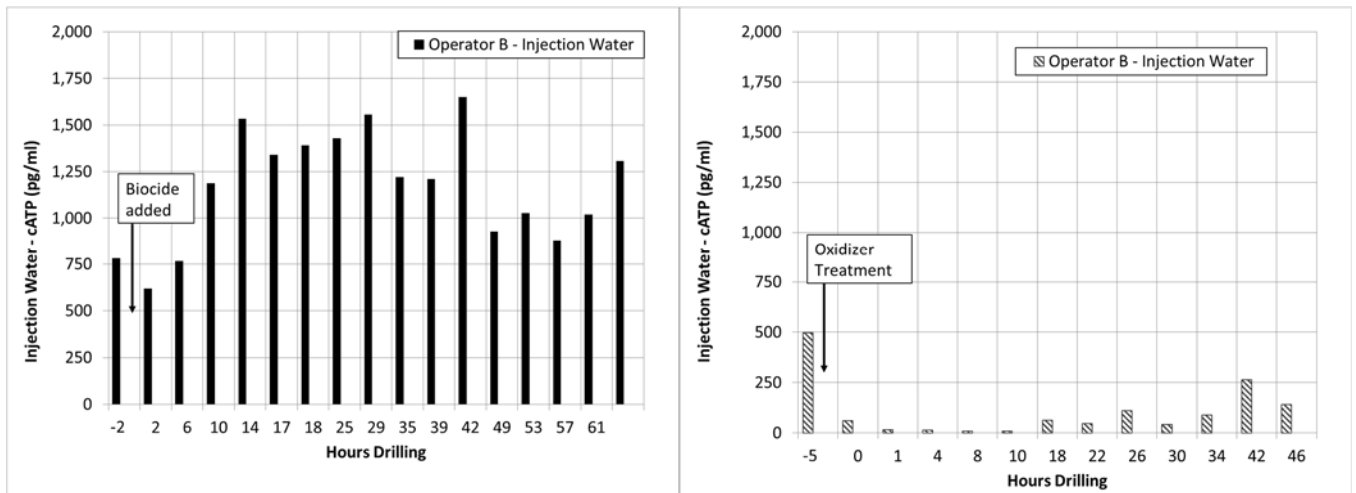 Operator B - Injection Water
2,000
1,750
1,500
1,250
1,000
750
500
250
0
Injection Water - cATP (pg/ml)
Biocide
added
-2 2 6 10 14 17 18 25 29 35 39 42 49 53 57 61
Hours Drilling
Operator B - Injection Water
2,000
1,750
1,500
1,250
1,000
750
500
250
0
Injection Water - cATP (pg/ml)
Oxidizer
Treatment
-5 0 1 4 8 10 18 22 26 30 34 42 46
Hours Drilling